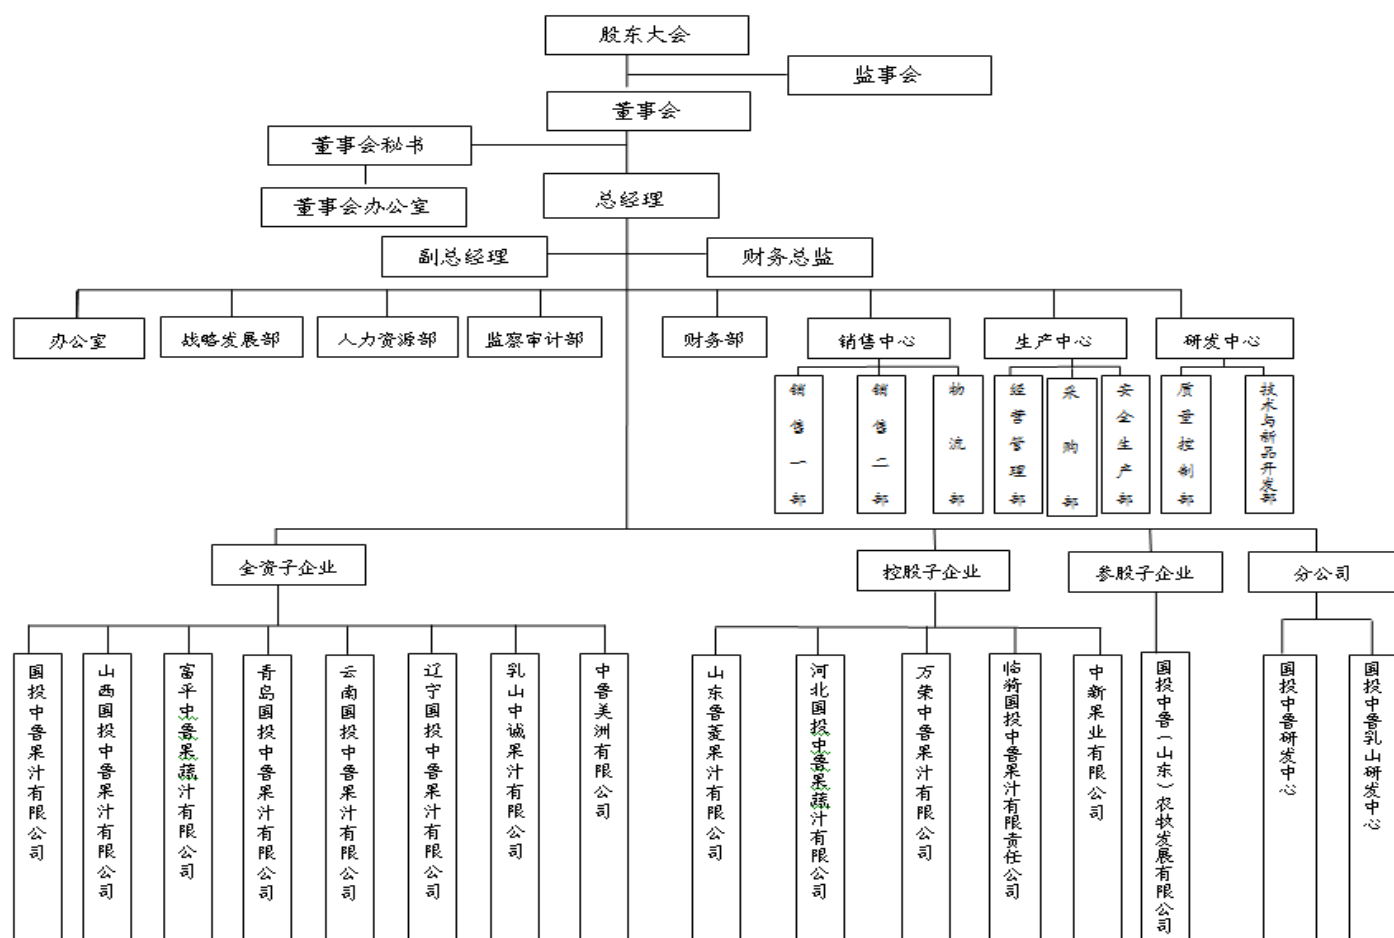 股东大会
监事会
董事会
董事会秘书
董事会办公室
总经理
副总经理
财务总监
办公室
战略发展部
人力资源部
监察审计部
财务部
销售中心
生产中心
研发中心
销售一部
销售二部
物流部
经营管理部
采购部
安全生产部
质量控制部
技术与新品开发部
全资子企业
控股子企业
参股子企业
分公司
国投中鲁果汁有限公司
山西国投中鲁果汁有限公司
富平中鲁果蔬汁有限公司
青岛国投中鲁果汁有限公司
云南国投中鲁果汁有限公司
辽宁国投中鲁果汁有限公司
乳山中诚果汁有限公司
中鲁美洲有限公司
山东鲁菱果汁有限公司
河北国投中鲁果蔬汁有限公司
万荣中鲁果汁有限公司
临猗国投中鲁果汁有限责任公司
中新果业有限公司
国投中鲁（山东）农牧发展有限公司
国投中鲁研发中心
国投中鲁乳山研发中心